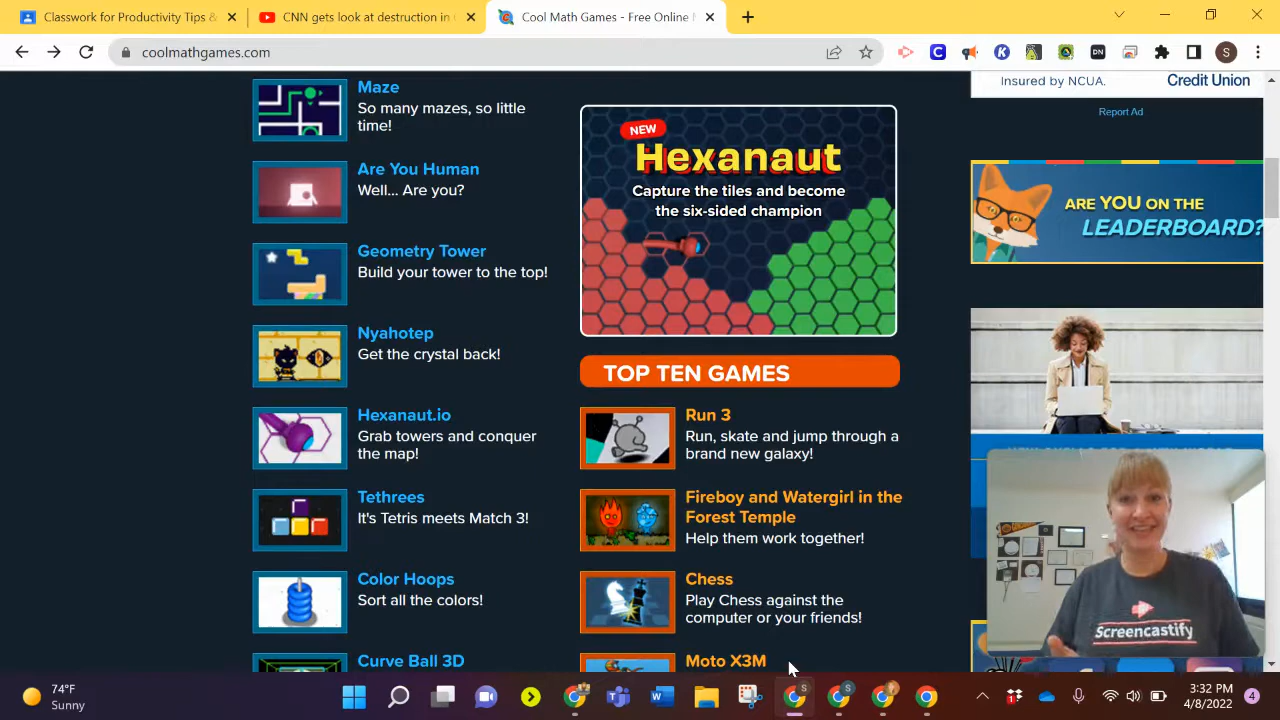 Classwork for Productivity Tips &
CNN gets look at destruction in
Cool Math Games - Free Online
coolmathgames.com
C
K
DN
S
Maze
So many mazes, so little
time!
Are You Human
Well... Are you?
Geometry Tower
Build your tower to the top!
Nyahotep
Get the crystal back!
Hexanaut.io
Grab towers and conquer
the map!
Tethrees
It's Tetris meets Match 3!
Color Hoops
Sort all the colors!
Curve Ball 3D
NEW
Hexanaut
Capture the tiles and become
the six-sided champion
TOP TEN GAMES
Run 3
Run, skate and jump through a
brand new galaxy!
Fireboy and Watergirl in the
Forest Temple
Help them work together!
Chess
Play Chess against the
computer or your friends!
Moto X3M
Insured by NCUA.
Credit Union
Report Ad
ARE YOU ON THE
LEADERBOARD?
Screencastify
74°F
Sunny
3:32 PM
4/8/2022
4